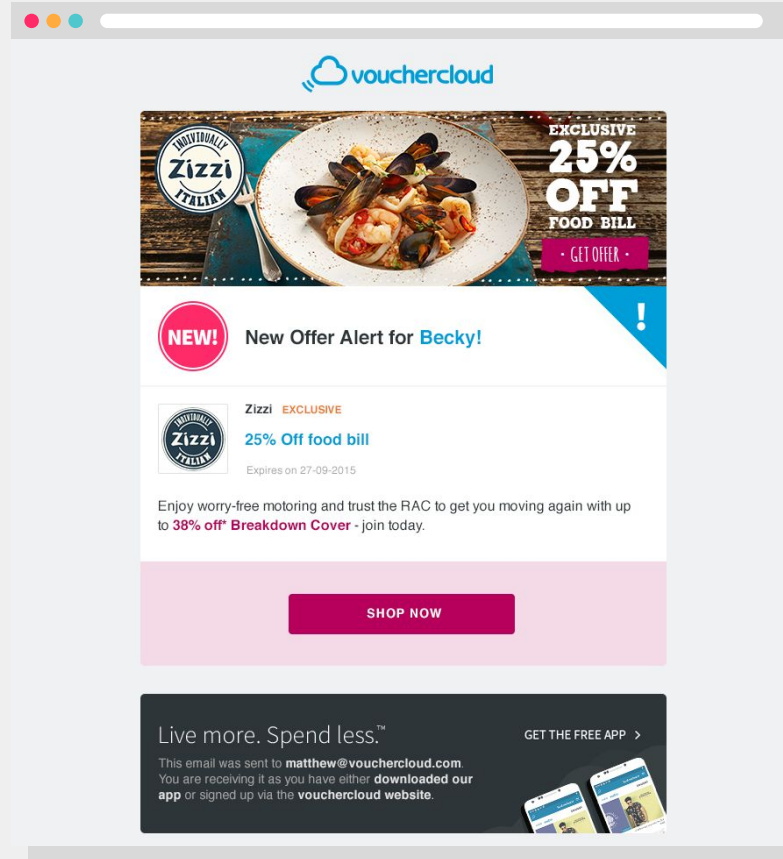 vouchercloud
INDIVIDUALLY
Zizzi
ITALIAN
EXCLUSIVE
25%
OFF
FOOD BILL
· GET OFFER ·
NEW!
New Offer Alert for Becky!
!
INDIVIDUALLY
Zizzi
ITALIAN
Zizzi EXCLUSIVE
25% Off food bill
Expires on 27-09-2015
Enjoy worry-free motoring and trust the RAC to get you moving again with up
to 38% off* Breakdown Cover - join today.
SHOP NOW
Live more. Spend less.™
GET THE FREE APP >
This email was sent to matthew@vouchercloud.com.
You are receiving it as you have either downloaded our
app or signed up via the vouchercloud website.